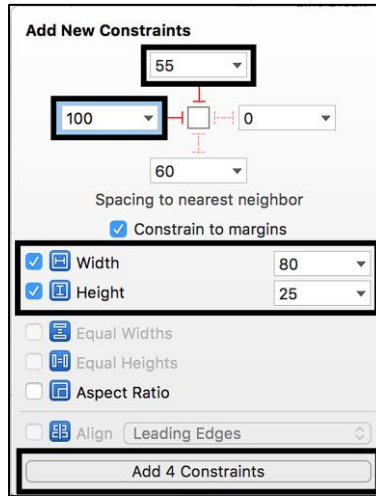 Add New Constraints
55
100
0
60
Spacing to nearest neighbor
Constrain to margins
Width 80
Height 25
Equal Widths
Equal Heights
Aspect Ratio
Align Leading Edges
Add 4 Constraints